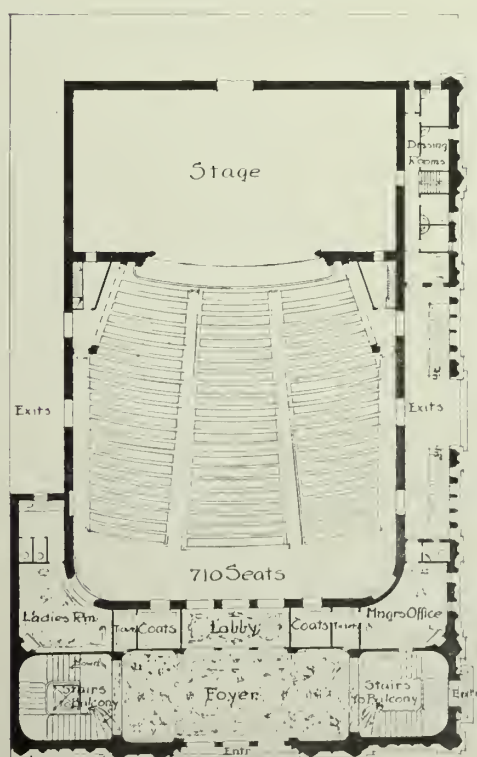 Stage
Dressing
Rooms
Exits
Exits
710 Seats
Ladies Rm
Coats
Lobby
Coats
Mngrs Office
Stairs
Balcony
Foyer
Stairs
to Balcony
Entr
Entr